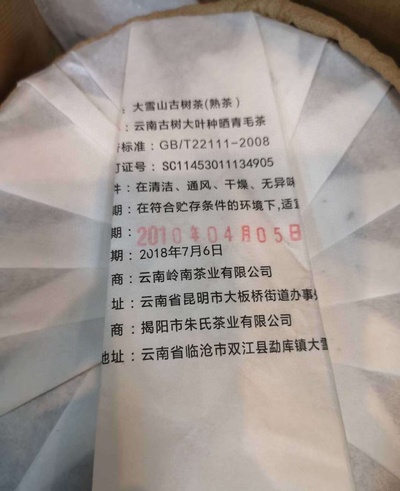 : 大雪山古树茶(熟茶)
: 云南古树大叶种晒青毛茶
标准: GB/T22111-2008
可证号: SC11453011134905
件: 在清洁、通风、干燥、无异味
期: 在符合贮存条件的环境下,适宜
期: 2010年04月05日
期: 2018年7月6日
商: 云南岭南茶业有限公司
址: 云南省昆明市大板桥街道办事
商: 揭阳市朱氏茶业有限公司
地址: 云南省临沧市双江县勐库镇大雪